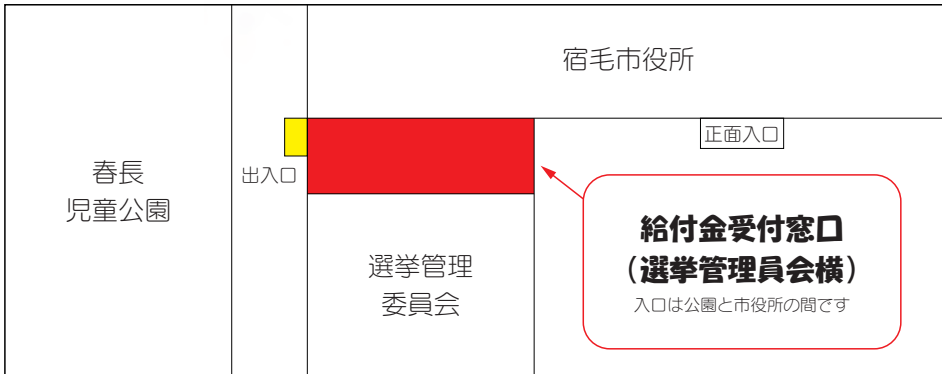 宿毛市役所
正面入口
春長
児童公園
出入口
給付金受付窓口
（選挙管理員会横）
入口は公園と市役所の間です
選挙管理
委員会